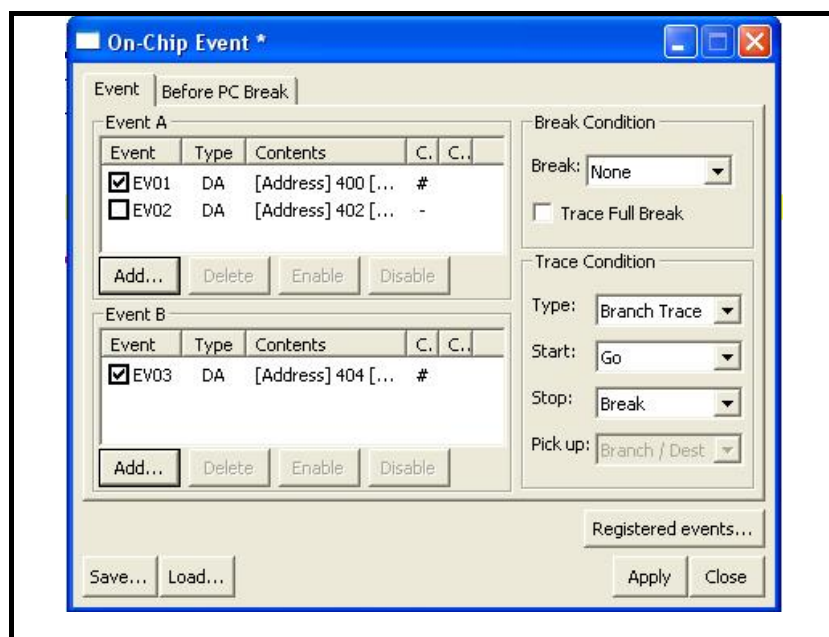 On-Chip Event *
Event Before PC Break
Event A
Event Type Contents C. C..
EV01 DA [Address] 400 [... #
EV02 DA [Address] 402 [... -
Add... Delete Enable Disable
Event B
Event Type Contents C. C..
EV03 DA [Address] 404 [... #
Add... Delete Enable Disable
Break Condition
Break: None
Trace Full Break
Trace Condition
Type: Branch Trace
Start: Go
Stop: Break
Pick up: Branch / Dest
Registered events...
Save... Load... Apply Close